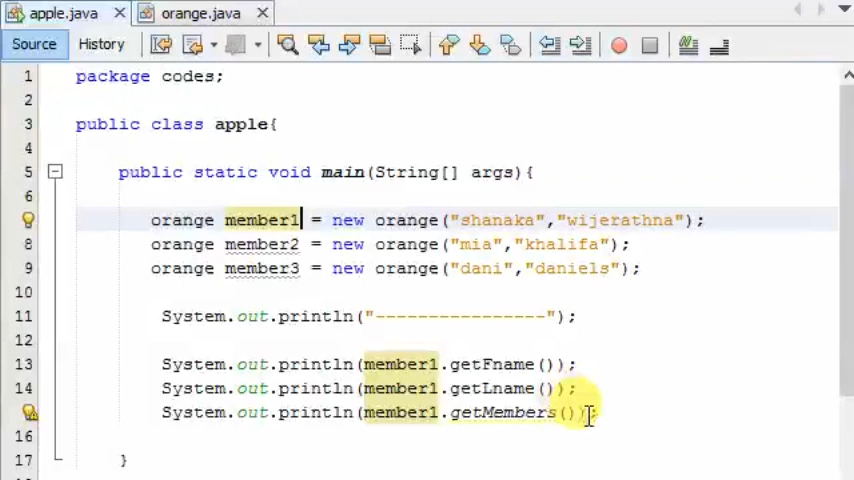 apple.java × orange.java ×
Source History
1 package codes;
2
3 public class apple{
4
5 public static void main(String[] args){
6
orange member1 = new orange("shanaka","wijerathna");
8 orange member2 = new orange("mia","khalifa");
9 orange member3 = new orange("dani","daniels");
10
11 System.out.println("----------------");
12
13 System.out.println(member1.getFname());
14 System.out.println(member1.getLname());
System.out.println(member1.getMembers());
16
17 }